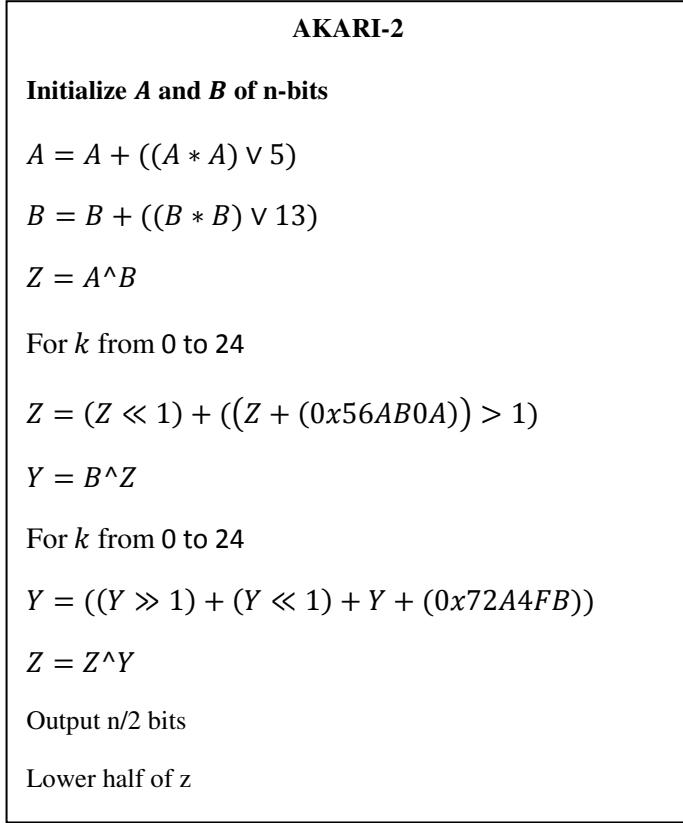 AKARI-2
Initialize A and B of n-bits
A = A + ((A ∗ A) ∨ 5)
B = B + ((B ∗ B) ∨ 13)
Z = A^B
For k from 0 to 24
Z = (Z ≪ 1) + ((Z + (0x56AB0A)) > 1)
Y = B^Z
For k from 0 to 24
Y = ((Y ≫ 1) + (Y ≪ 1) + Y + (0x72A4FB))
Z = Z^Y
Output n/2 bits
Lower half of z